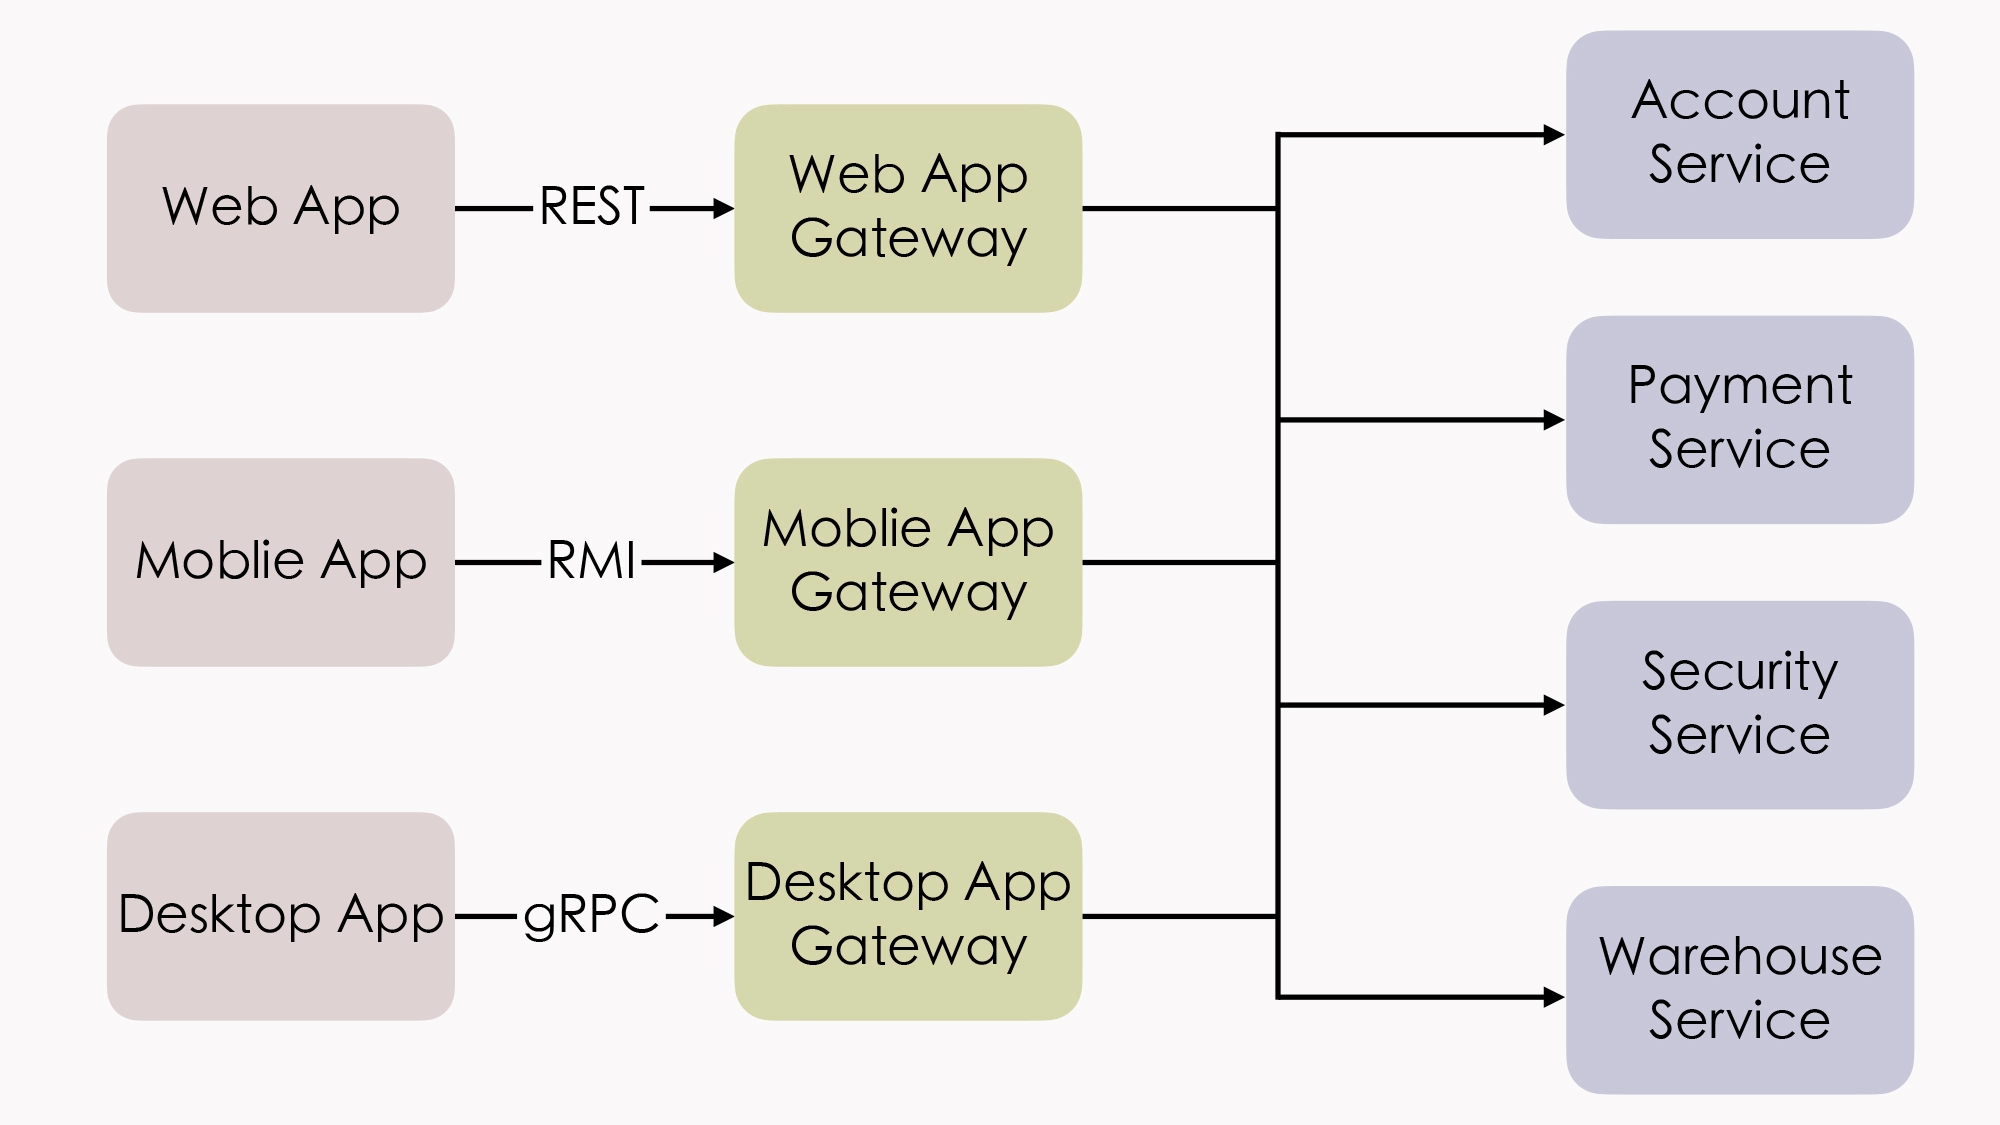 Web App
REST
Web App
Gateway
Moblie App
RMI
Moblie App
Gateway
Desktop App
gRPC
Desktop App
Gateway
Account
Service
Payment
Service
Security
Service
Warehouse
Service